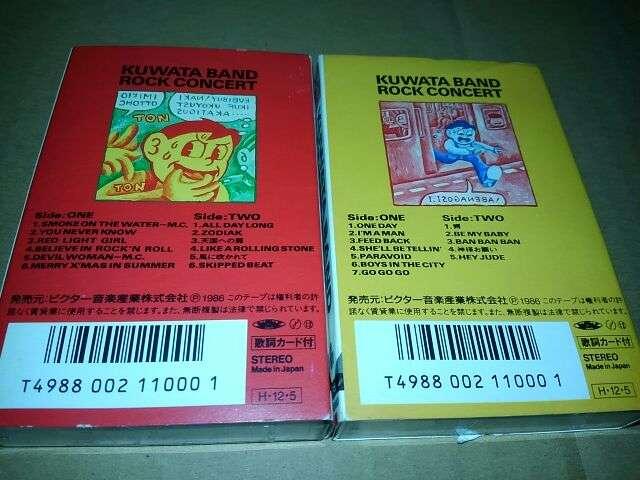 KUWATA BAND
ROCK CONCERT
TON
TON
Side:ONE
1.SMOKE ON THE WATER~M.C.
2.YOU NEVER KNOW
3.RED LIGHT GIRL
4.BELIEVE IN ROCK'N ROLL
5.DEVIL WOMAN~M.C.
6.MERRY X'MAS IN SUMMER
Side:TWO
1.ALL DAY LONG
2.ZODIAK
3.天国への扉
4.LIKE A ROLLING STONE
5.風に吹かれて
6.SKIPPED BEAT
発売元:ビクター音楽産業株式会社 Ⓟ 1986 このテープは権利者の許
諾なく賃貸業に使用することを禁じます。また、無断複製は法律で禁じられています。
歌詞カード付
STEREO
Made in Japan
T4988 002 11000 1
H・12・5
KUWATA BAND
ROCK CONCERT
Side:ONE
1.ONE DAY
2.I'M A MAN
3.FEED BACK
4.SHE'LL BE TELLIN'
5.PARAVOID
6.BOYS IN THE CITY
7.GO GO GO
Side:TWO
2.BE MY BABY
3.BAN BAN BAN
4.神様お願い
5.HEY JUDE
発売元:ビクター音楽産業株式会社 Ⓟ 1986 このテープは権利者の許
諾なく賃貸業に使用することを禁じます。また、無断複製は法律で禁じられています。
歌詞カード付
STEREO
Made in Japan
T4988 002 11000 1
H・12・5